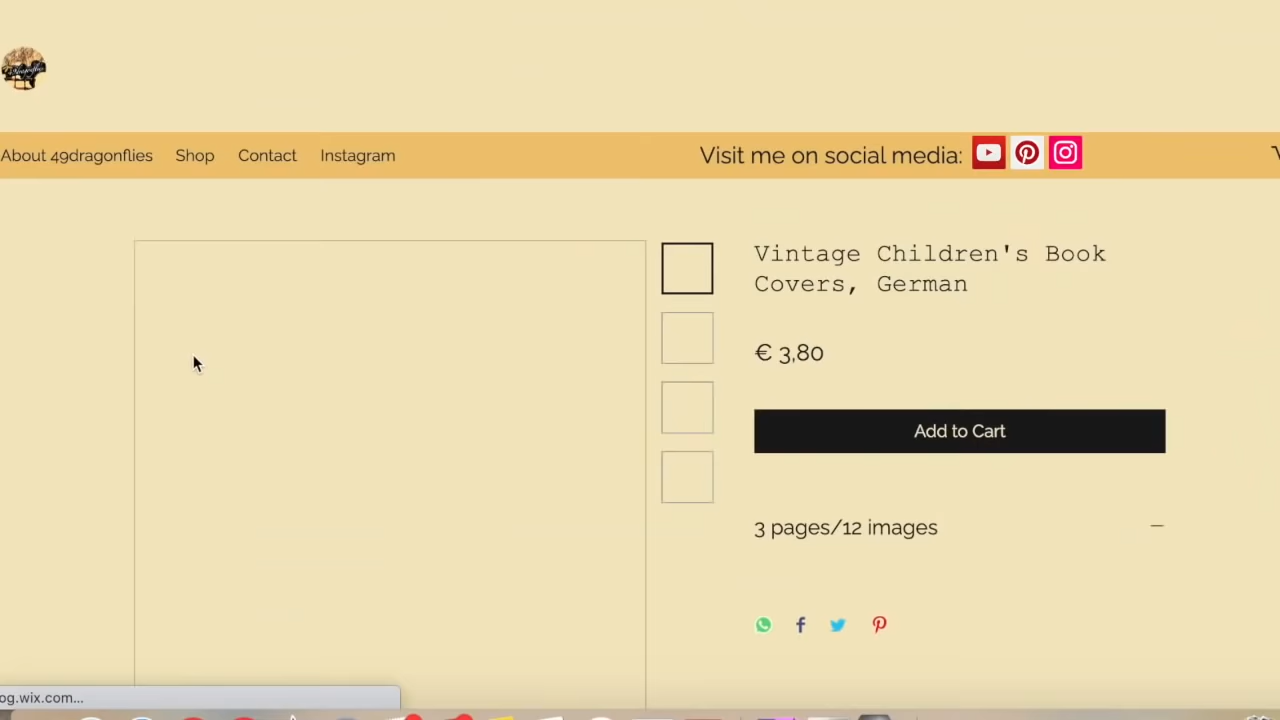 About 49dragonflies Shop Contact Instagram Visit me on social media:
Vintage Children's Book
Covers, German
€ 3,80
Add to Cart
3 pages/12 images
og.wix.com...